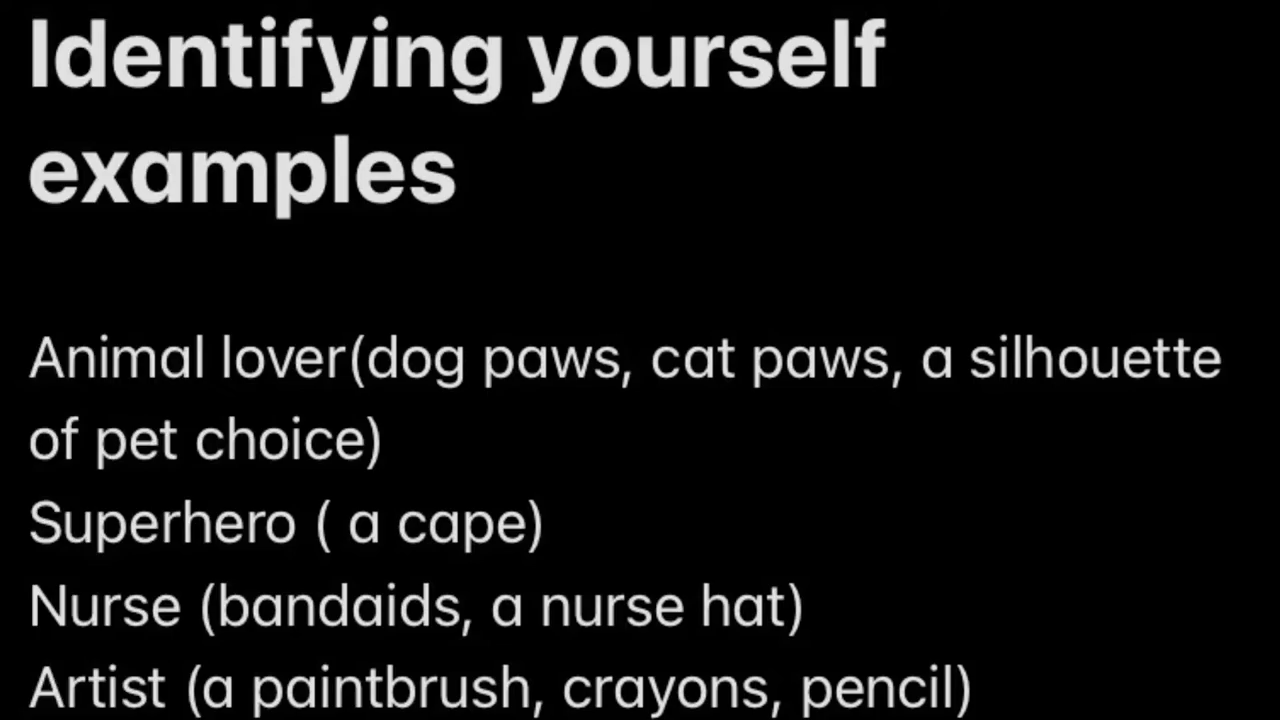 Identifying yourself
examples
Animal lover(dog paws, cat paws, a silhouette
of pet choice)
Superhero ( a cape)
Nurse (bandaids, a nurse hat)
Artist (a paintbrush, crayons, pencil)